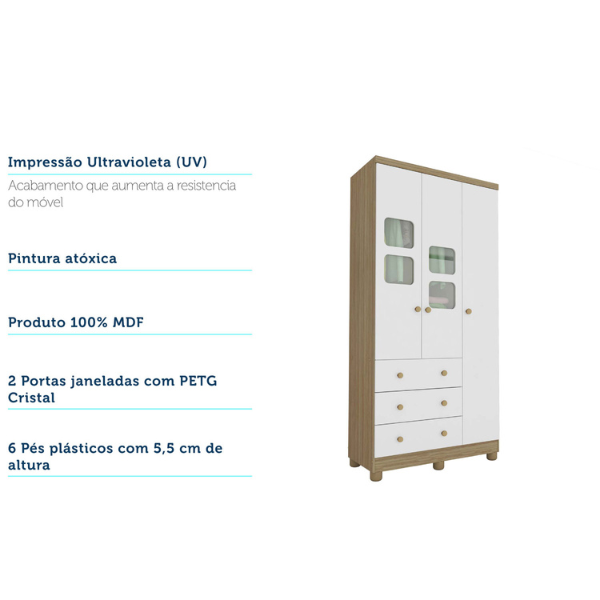 Impressão Ultravioleta (UV)
Acabamento que aumenta a resistencia
do móvel
Pintura atóxica
Produto 100% MDF
2 Portas janeladas com PETG
Cristal
6 Pés plásticos com 5,5 cm de
altura